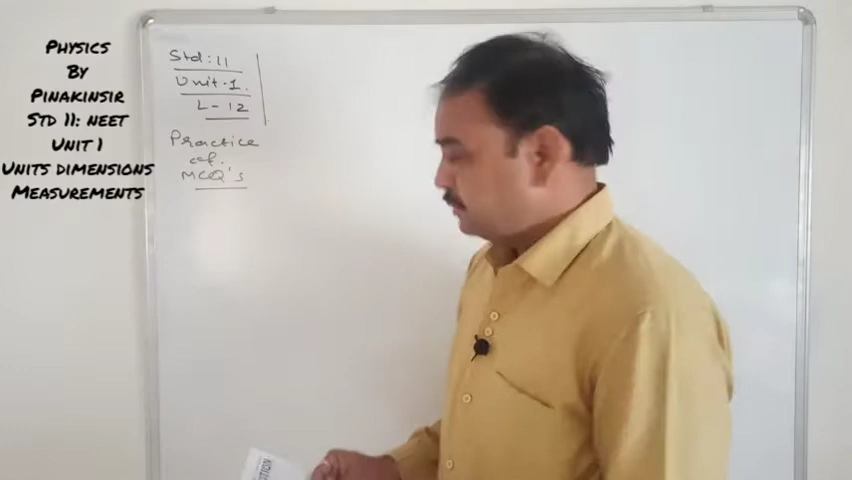 Physics
By
Pinakinsir
Std 11: NEET
Unit 1
Units dimensions
Measurements
Std: 11
Unit-1.
L-12
Practice
of.
MCQ's